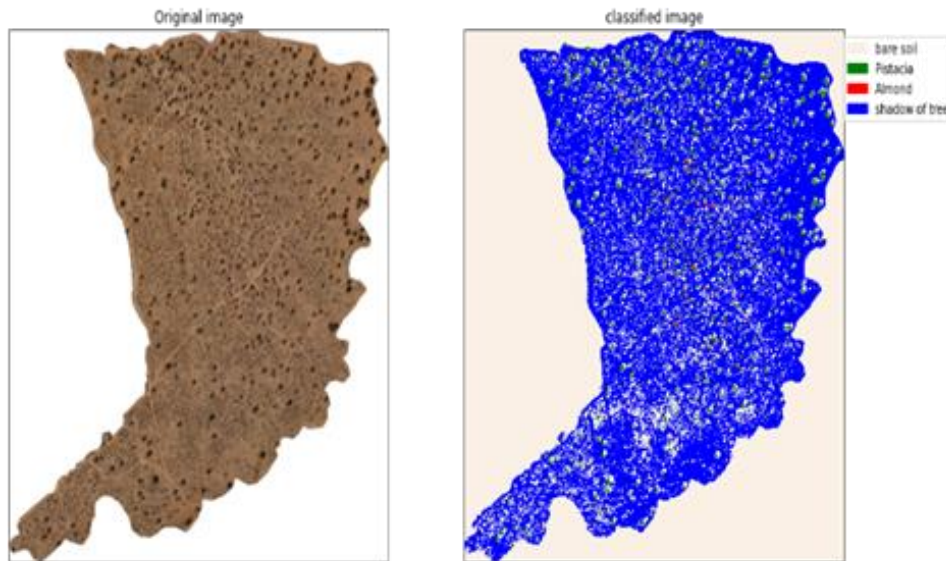 Original image
classified image
bare soil
Pistacia
Almond
shadow of tree